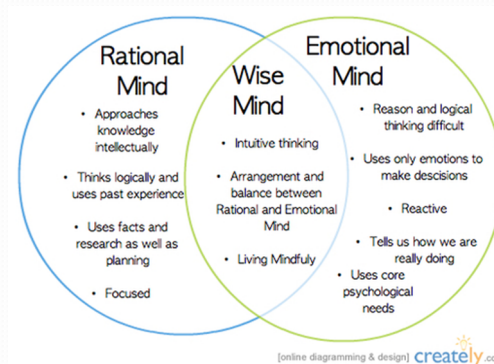 Rational
Mind
• Approaches
knowledge
intellectually
• Thinks logically and
uses past experience
• Uses facts and
research as well as
planning
• Focused
Wise
Mind
• Intuitive thinking
• Arrangement and
balance between
Rational and Emotional
Mind
• Living Mindfuly
Emotional
Mind
• Reason and logical
thinking difficult
• Uses only emotions to
make descisions
• Reactive
• Tells us how we are
really doing
• Uses core
psychological
needs
[online diagramming & design] creately.co